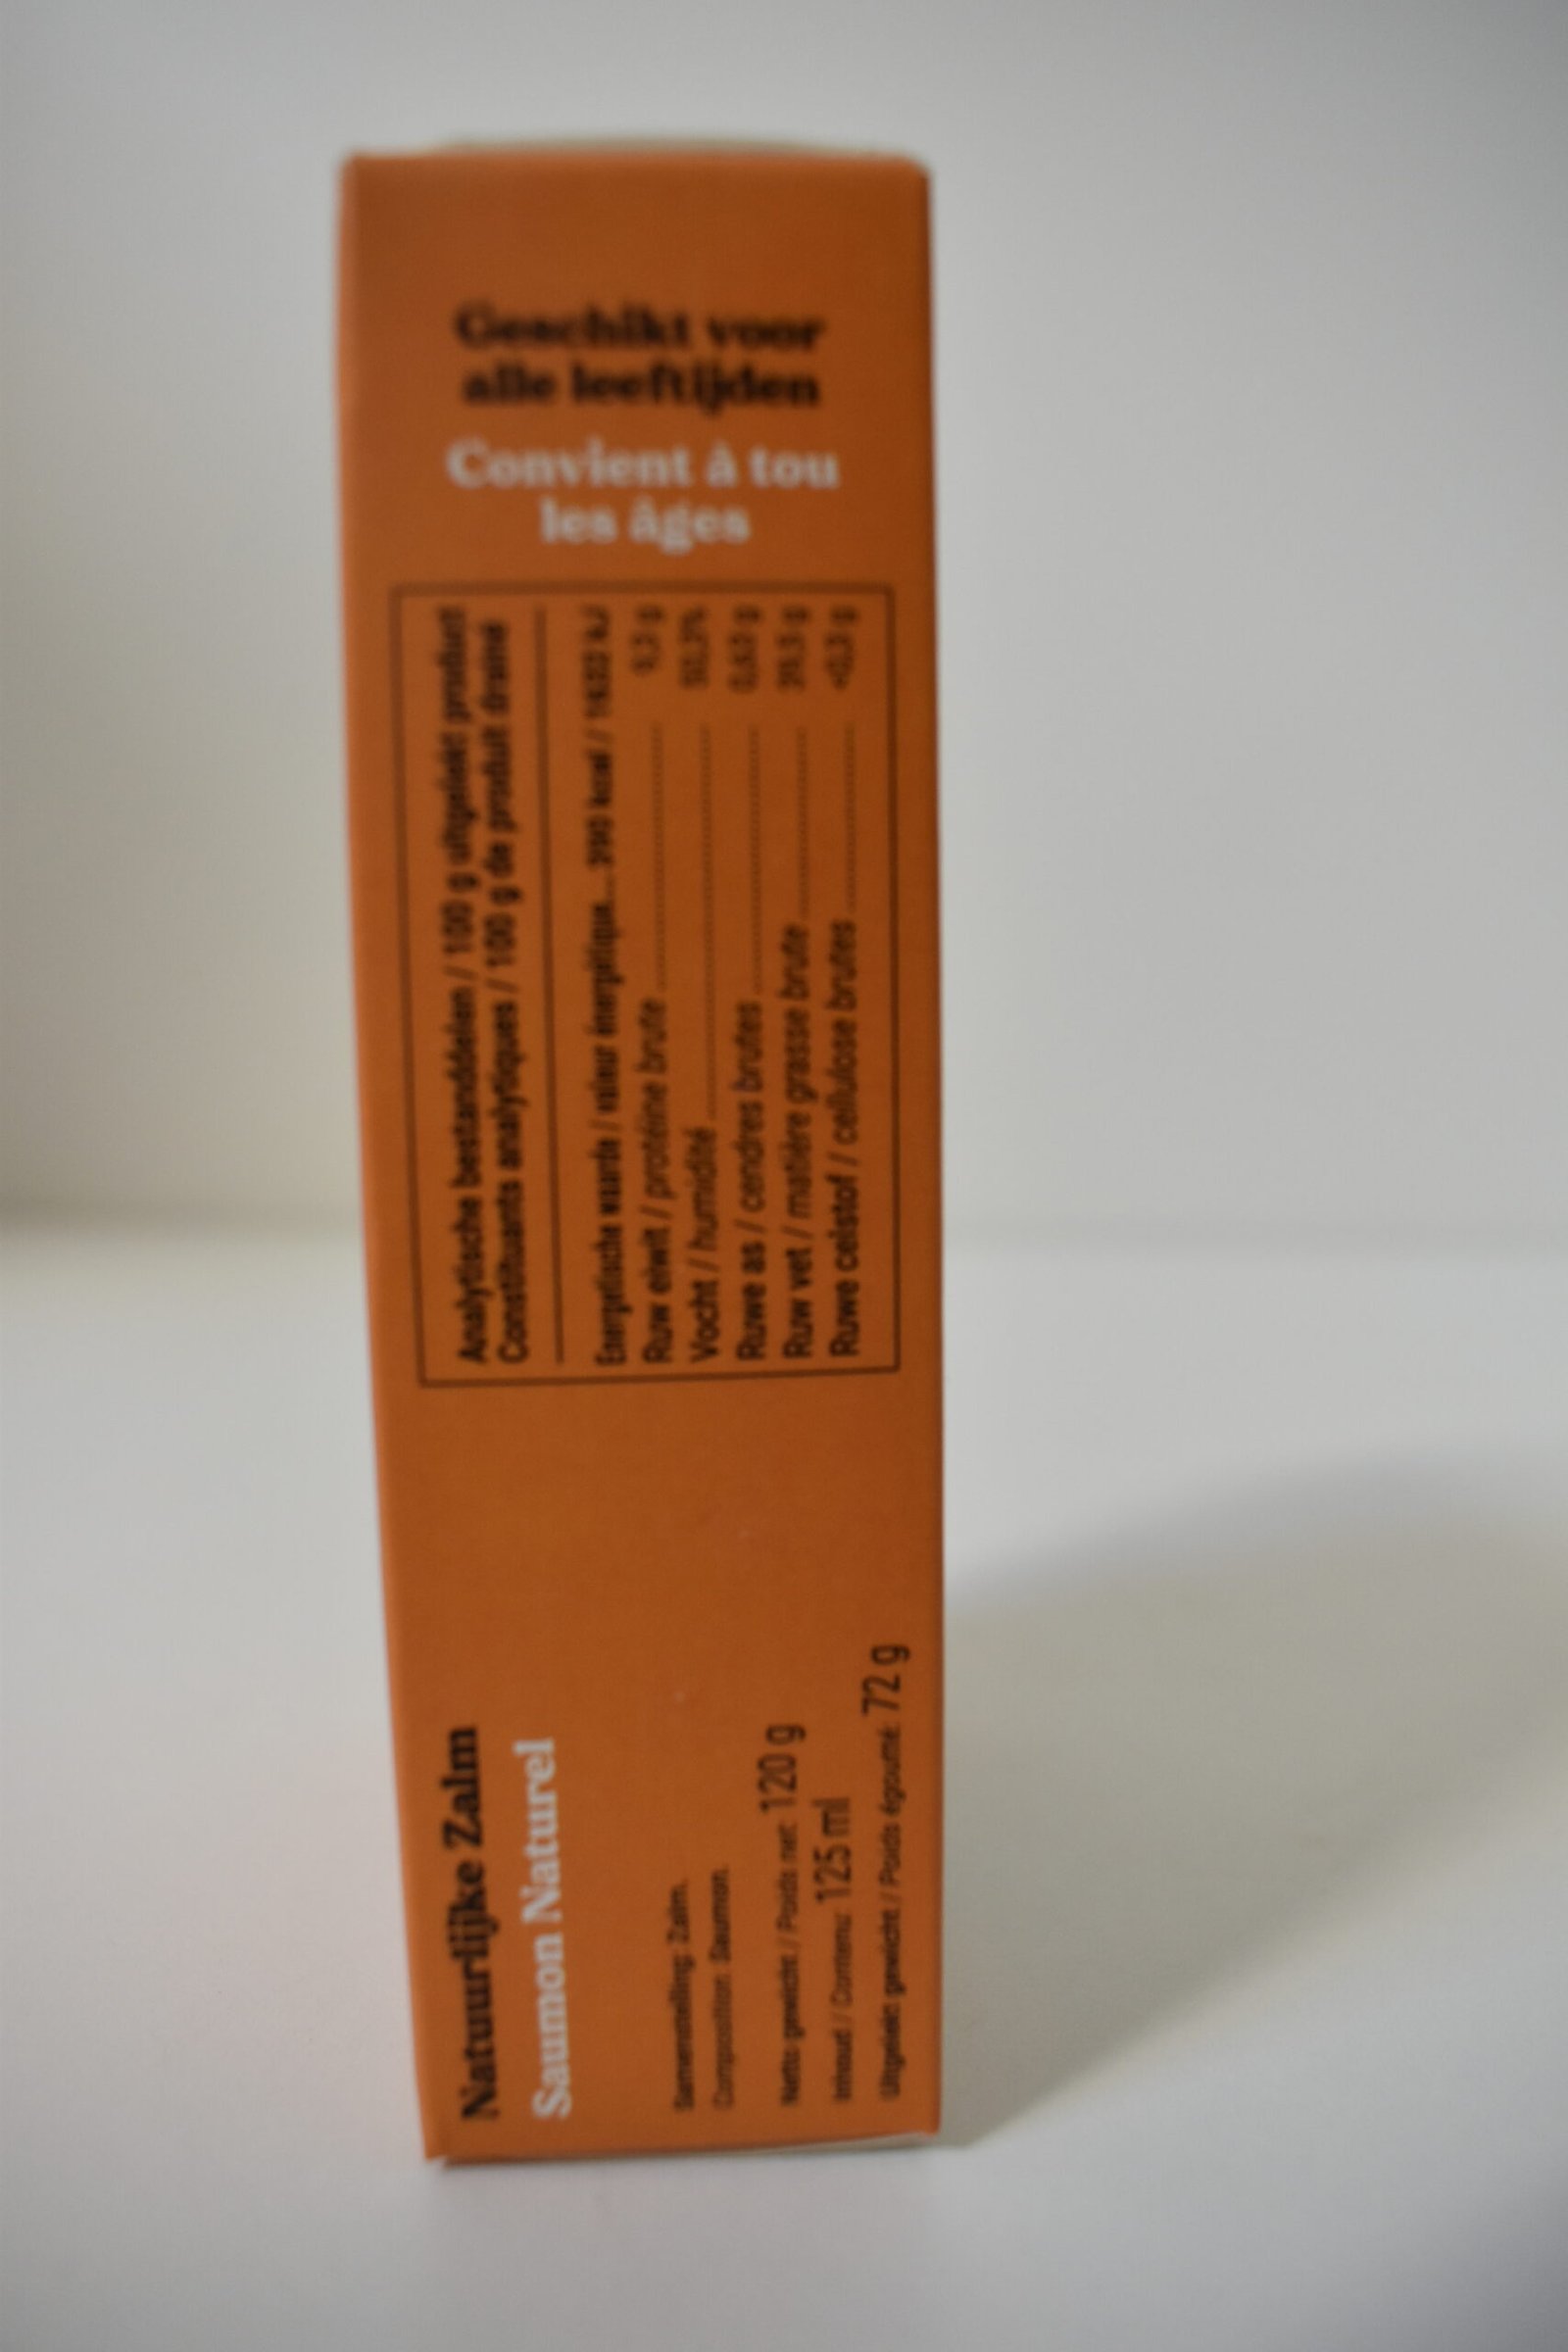 Geschikt voor
alle leeftijden
Convient à tou
les âges
Analytische bestanddelen / 100 g uitgelekt product
Constituants analytiques / 100 g de produit drainé
Energetische waarde / valeur énergétique... 390 kcal //
Ruw eiwit / protéine brute
Vocht / humidité
Ruwe as / cendres brutes
Ruw vet / matière grasse brute
Ruwe celstof / cellulose brutes
Natuurlijke Zalm
Saumon Naturel
Samenstelling: Zalm.
Composition: Saumon.
Netto gewicht / Poids net: 120 g
Inhoud / Contenu: 125 ml
Uitgelekt gewicht / Poids égoutté: 72 g